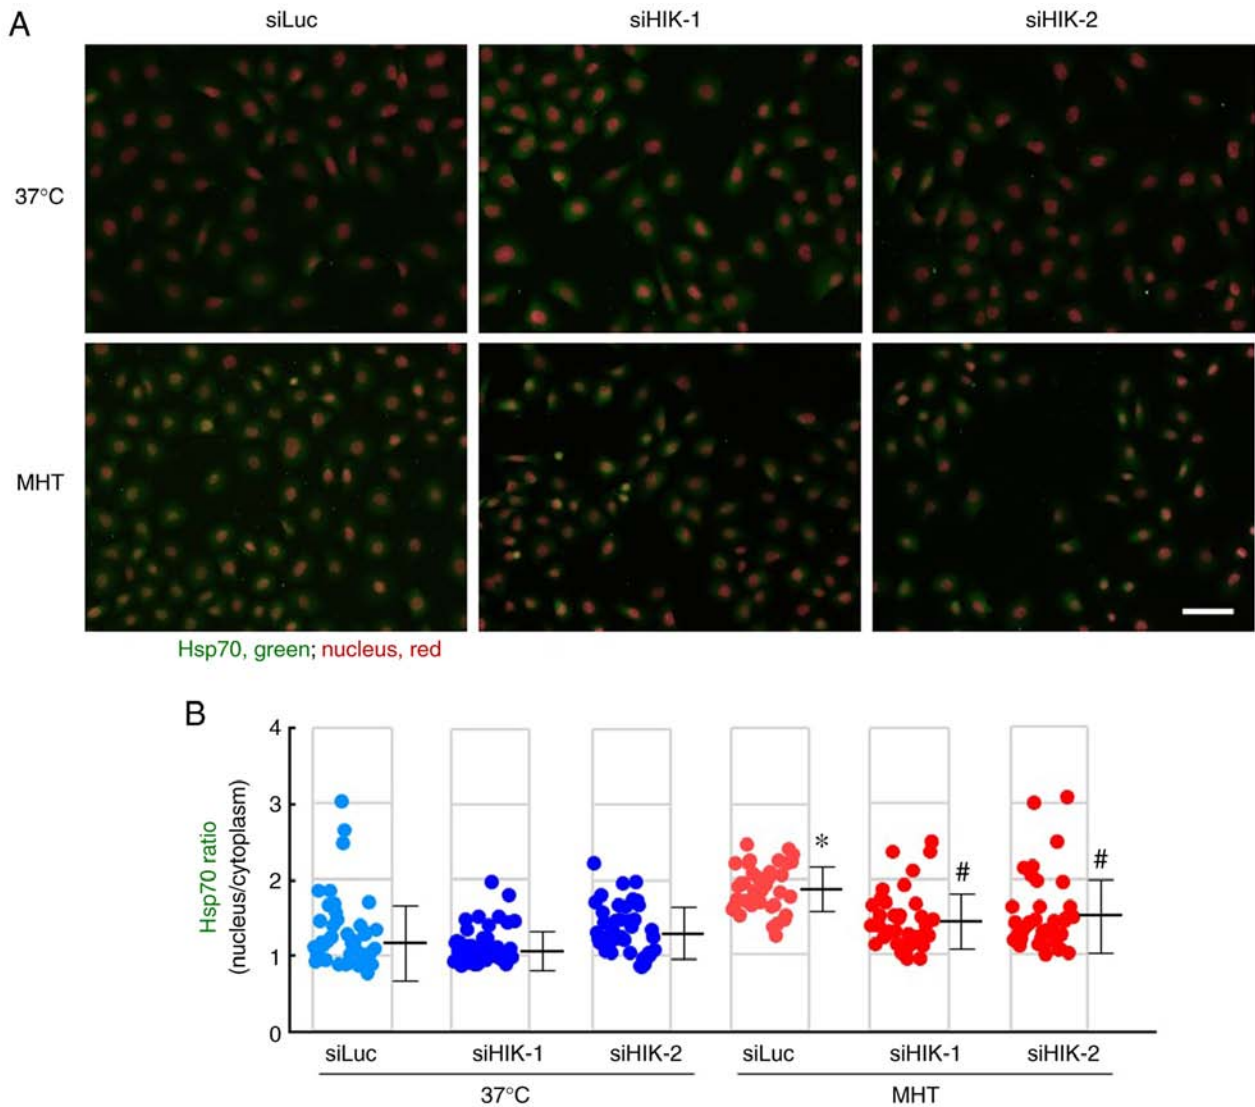 A
siLuc siHIK-1 siHIK-2
37°C
MHT
Hsp70, green; nucleus, red
B
Hsp70 ratio
(nucleus/cytoplasm)
4
3
2
1
0
*
#
#
siLuc siHIK-1 siHIK-2 siLuc siHIK-1 siHIK-2
37°C MHT